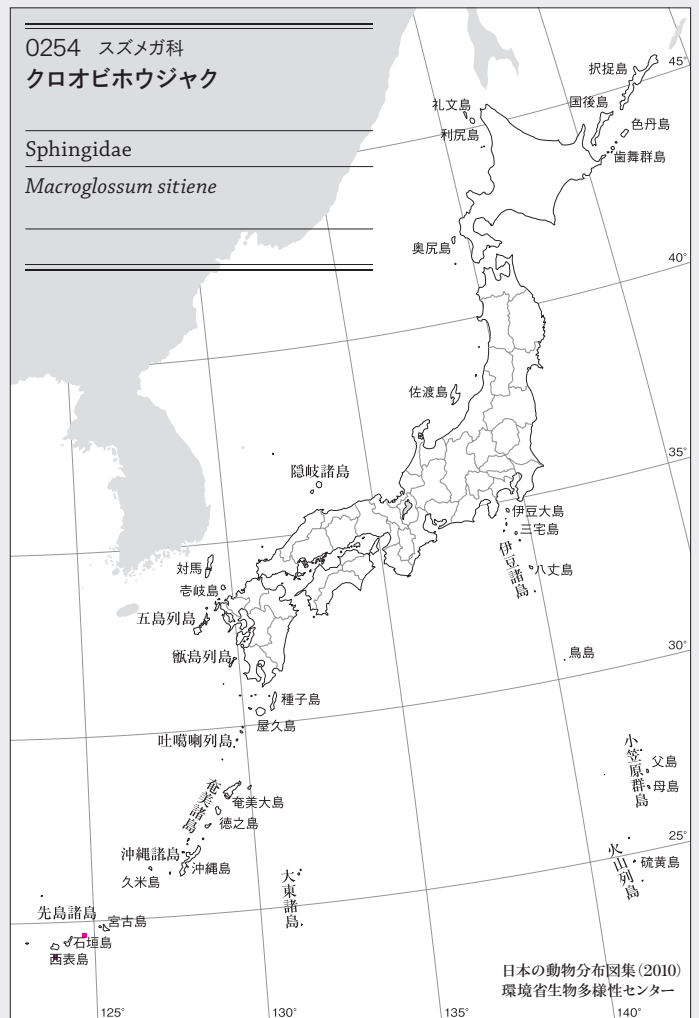 0254 スズメガ科
クロオビホウジャク
Sphingidae
Macroglossum sitiene
択捉島
45°
礼文島
国後島
利尻島
色丹島
歯舞群島
奥尻島
40°
佐渡島
35°
隠岐諸島
伊豆大島
三宅島
伊豆諸島
八丈島
対馬
壱岐島
五島列島
甑島列島
鳥島
30°
種子島
屋久島
吐噶喇列島
小笠原群島
父島
母島
奄美諸島
奄美大島
徳之島
25°
沖縄諸島
沖縄島
久米島
火山列島
硫黄島
大東諸島
先島諸島
宮古島
石垣島
西表島
日本の動物分布図集（2010）
環境省生物多様性センター
125°
130°
135°
140°